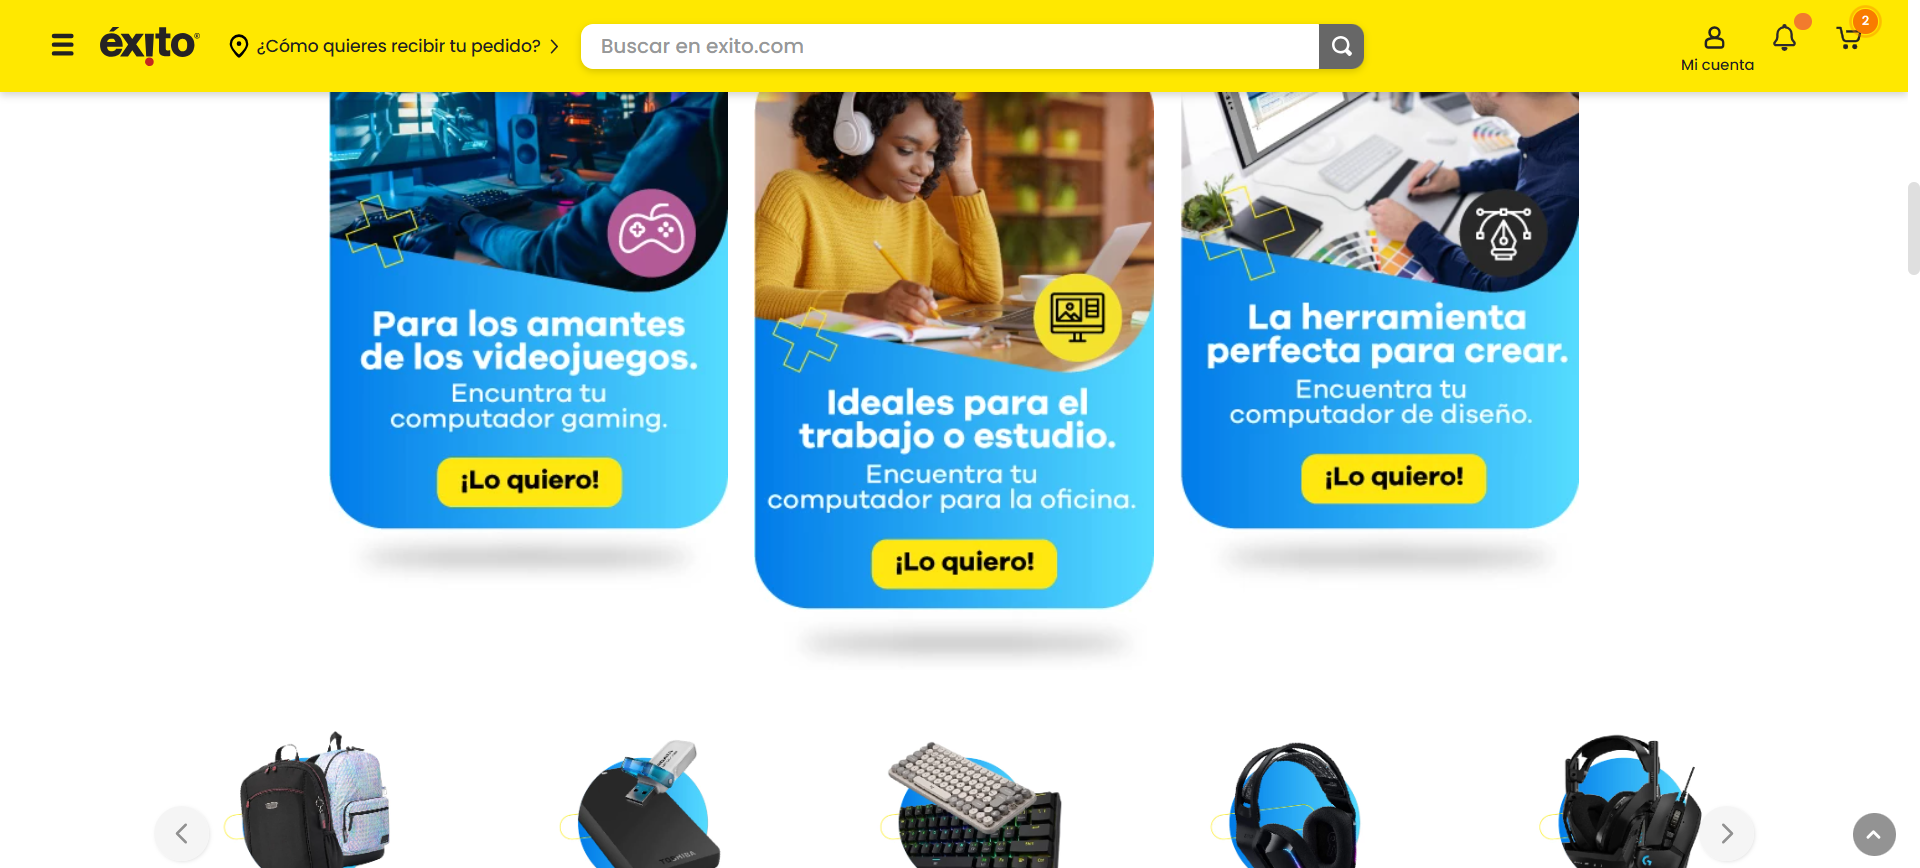 éxito
¿Cómo quieres recibir tu pedido?
Buscar en exito.com
Mi cuenta
2
Para los amantes
de los videojuegos.
Encuntra tu
computador gaming.
¡Lo quiero!
Ideales para el
trabajo o estudio.
Encuentra tu
computador para la oficina.
¡Lo quiero!
La herramienta
perfecta para crear.
Encuentra tu
computador de diseño.
¡Lo quiero!
TOSHIBA